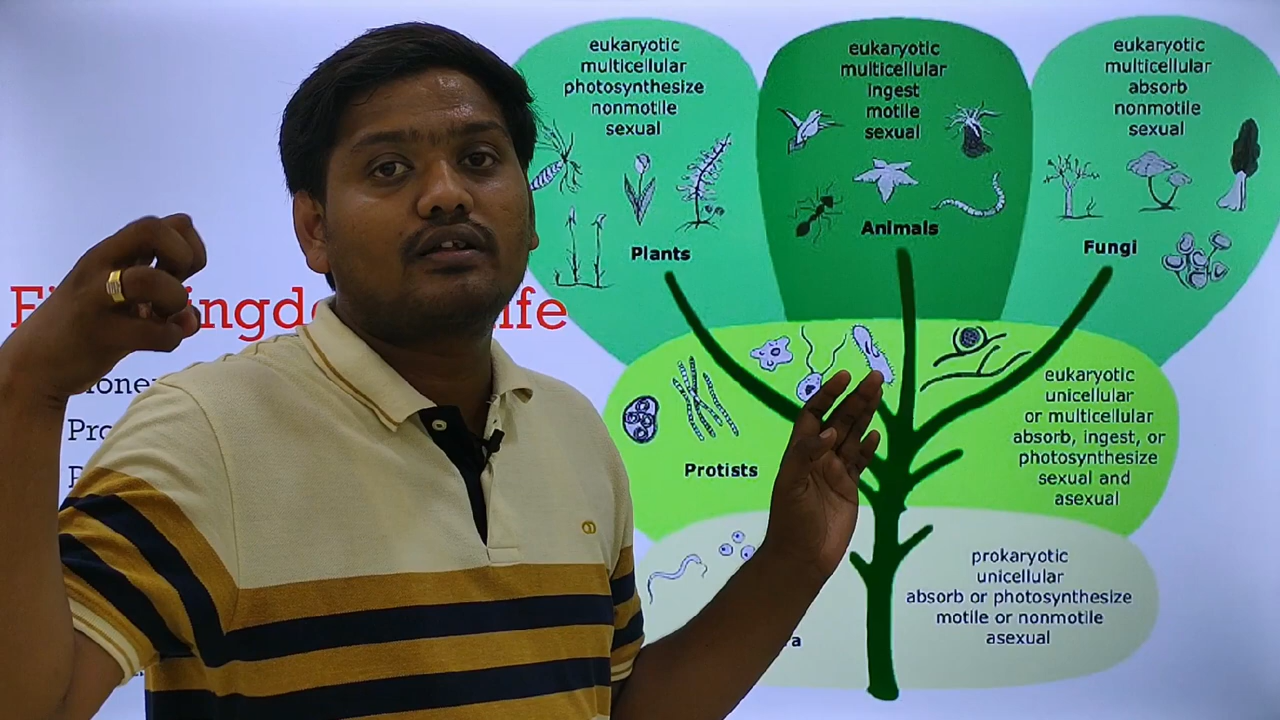 eukaryotic
multicellular
photosynthesize
nonmotile
sexual
Plants
eukaryotic
multicellular
ingest
motile
sexual
Animals
eukaryotic
multicellular
absorb
nonmotile
sexual
Fungi
Protists
eukaryotic
unicellular
or multicellular
absorb, ingest, or
photosynthesize
sexual and
asexual
prokaryotic
unicellular
absorb or photosynthesize
motile or nonmotile
asexual